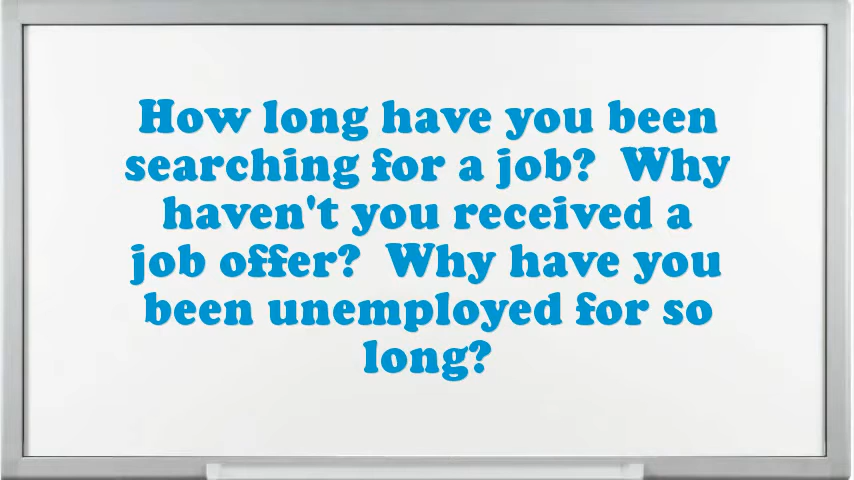 How long have you been
searching for a job?  Why
haven't you received a
job offer?  Why have you
been unemployed for so
long?